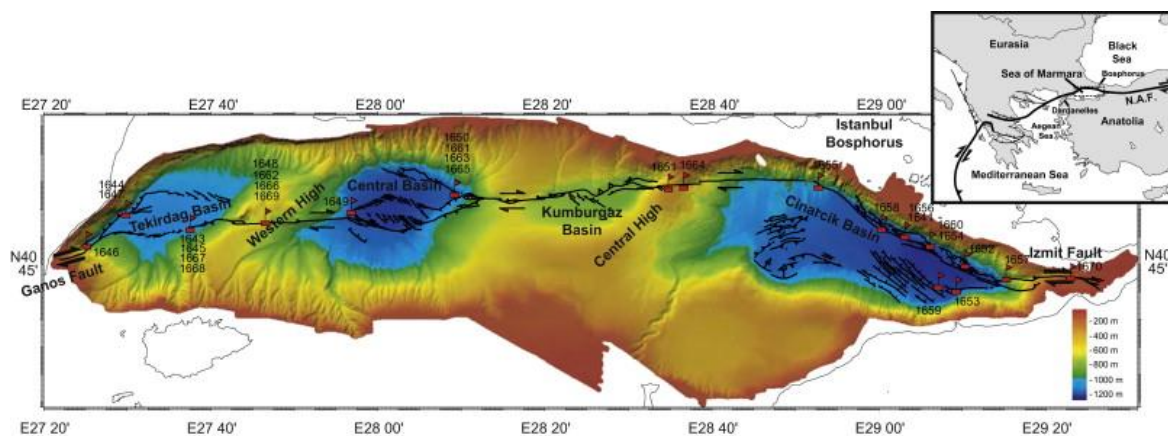 Eurasia
Black
Sea
Sea of Marmara
Bosphorus
N.A.F.
Dardanelles
Aegean
Sea
Anatolia
Mediterranean Sea
E27 20'
E27 40'
E28 00'
E28 20'
E28 40'
E29 00'
Istanbul
Bosphorus
1650
1661
1663
1665
1648
1662
1666
1669
1651
1664
1655
1644
1647
Tekirdag Basin
Western High
1649
Central Basin
Kumburgaz
Basin
Central High
Cinarcik Basin
1658
1656
1641
1660
1654
1652
1657
Izmit Fault
1670
N40
45'
1646
Ganos Fault
1643
1645
1667
1668
1659
1653
N40
45'
- 200 m
- 400 m
- 600 m
- 800 m
- 1000 m
- 1200 m
E27 20'
E27 40'
E28 00'
E28 20'
E28 40'
E29 00'
E29 20'